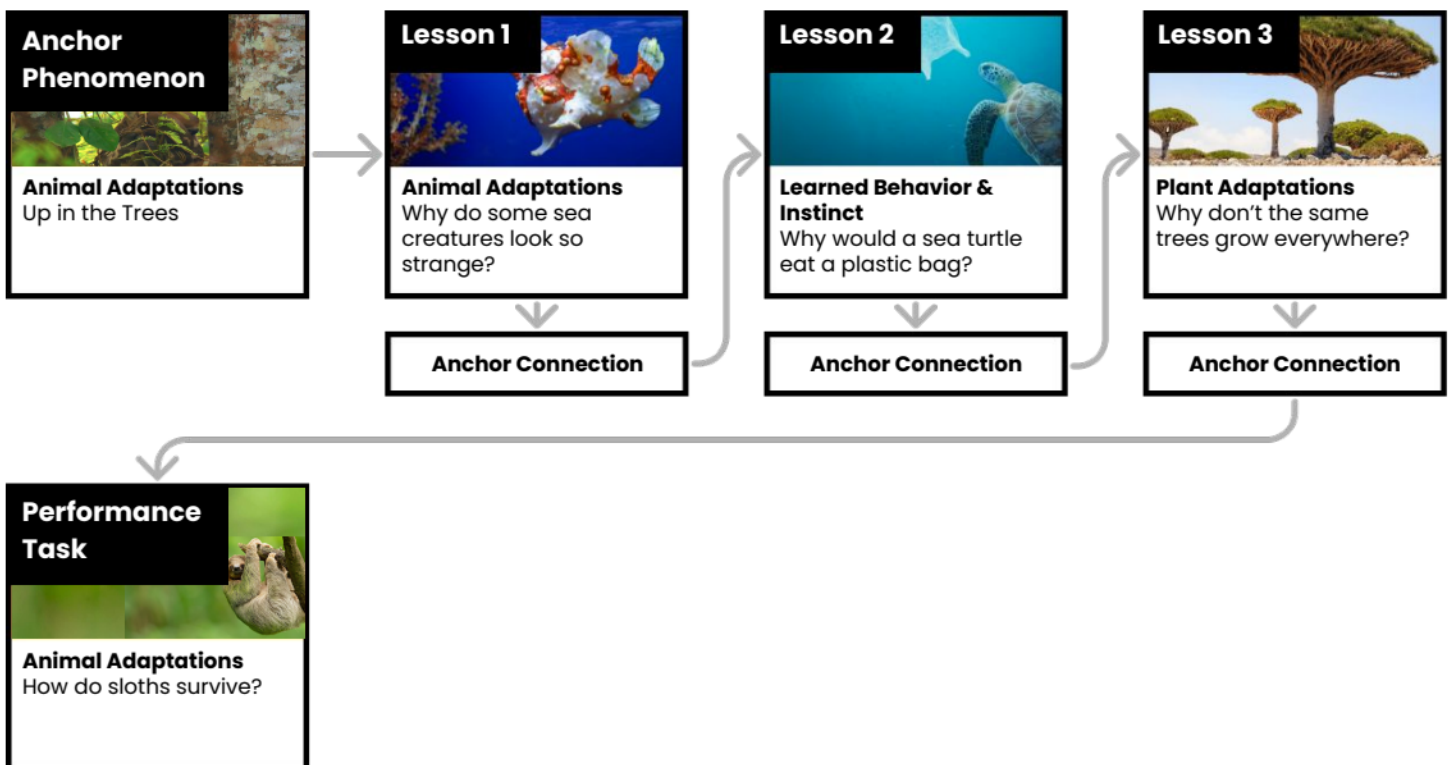 Anchor
Phenomenon
Animal Adaptations
Up in the Trees
Lesson 1
Animal Adaptations
Why do some sea
creatures look so
strange?
Anchor Connection
Lesson 2
Learned Behavior &
Instinct
Why would a sea turtle
eat a plastic bag?
Anchor Connection
Lesson 3
Plant Adaptations
Why don’t the same
trees grow everywhere?
Anchor Connection
Performance
Task
Animal Adaptations
How do sloths survive?